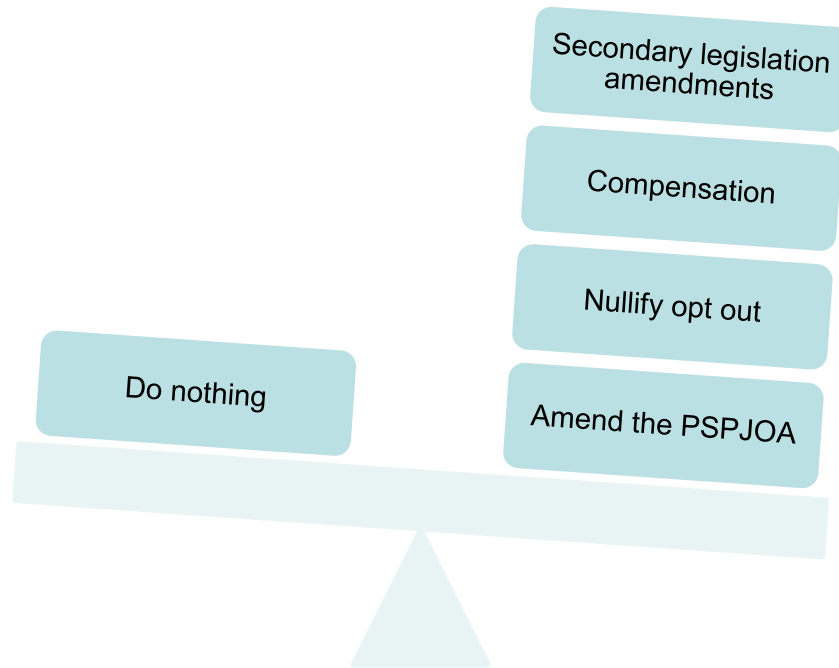 Secondary legislation
amendments
Compensation
Nullify opt out
Do nothing
Amend the PSPJOA